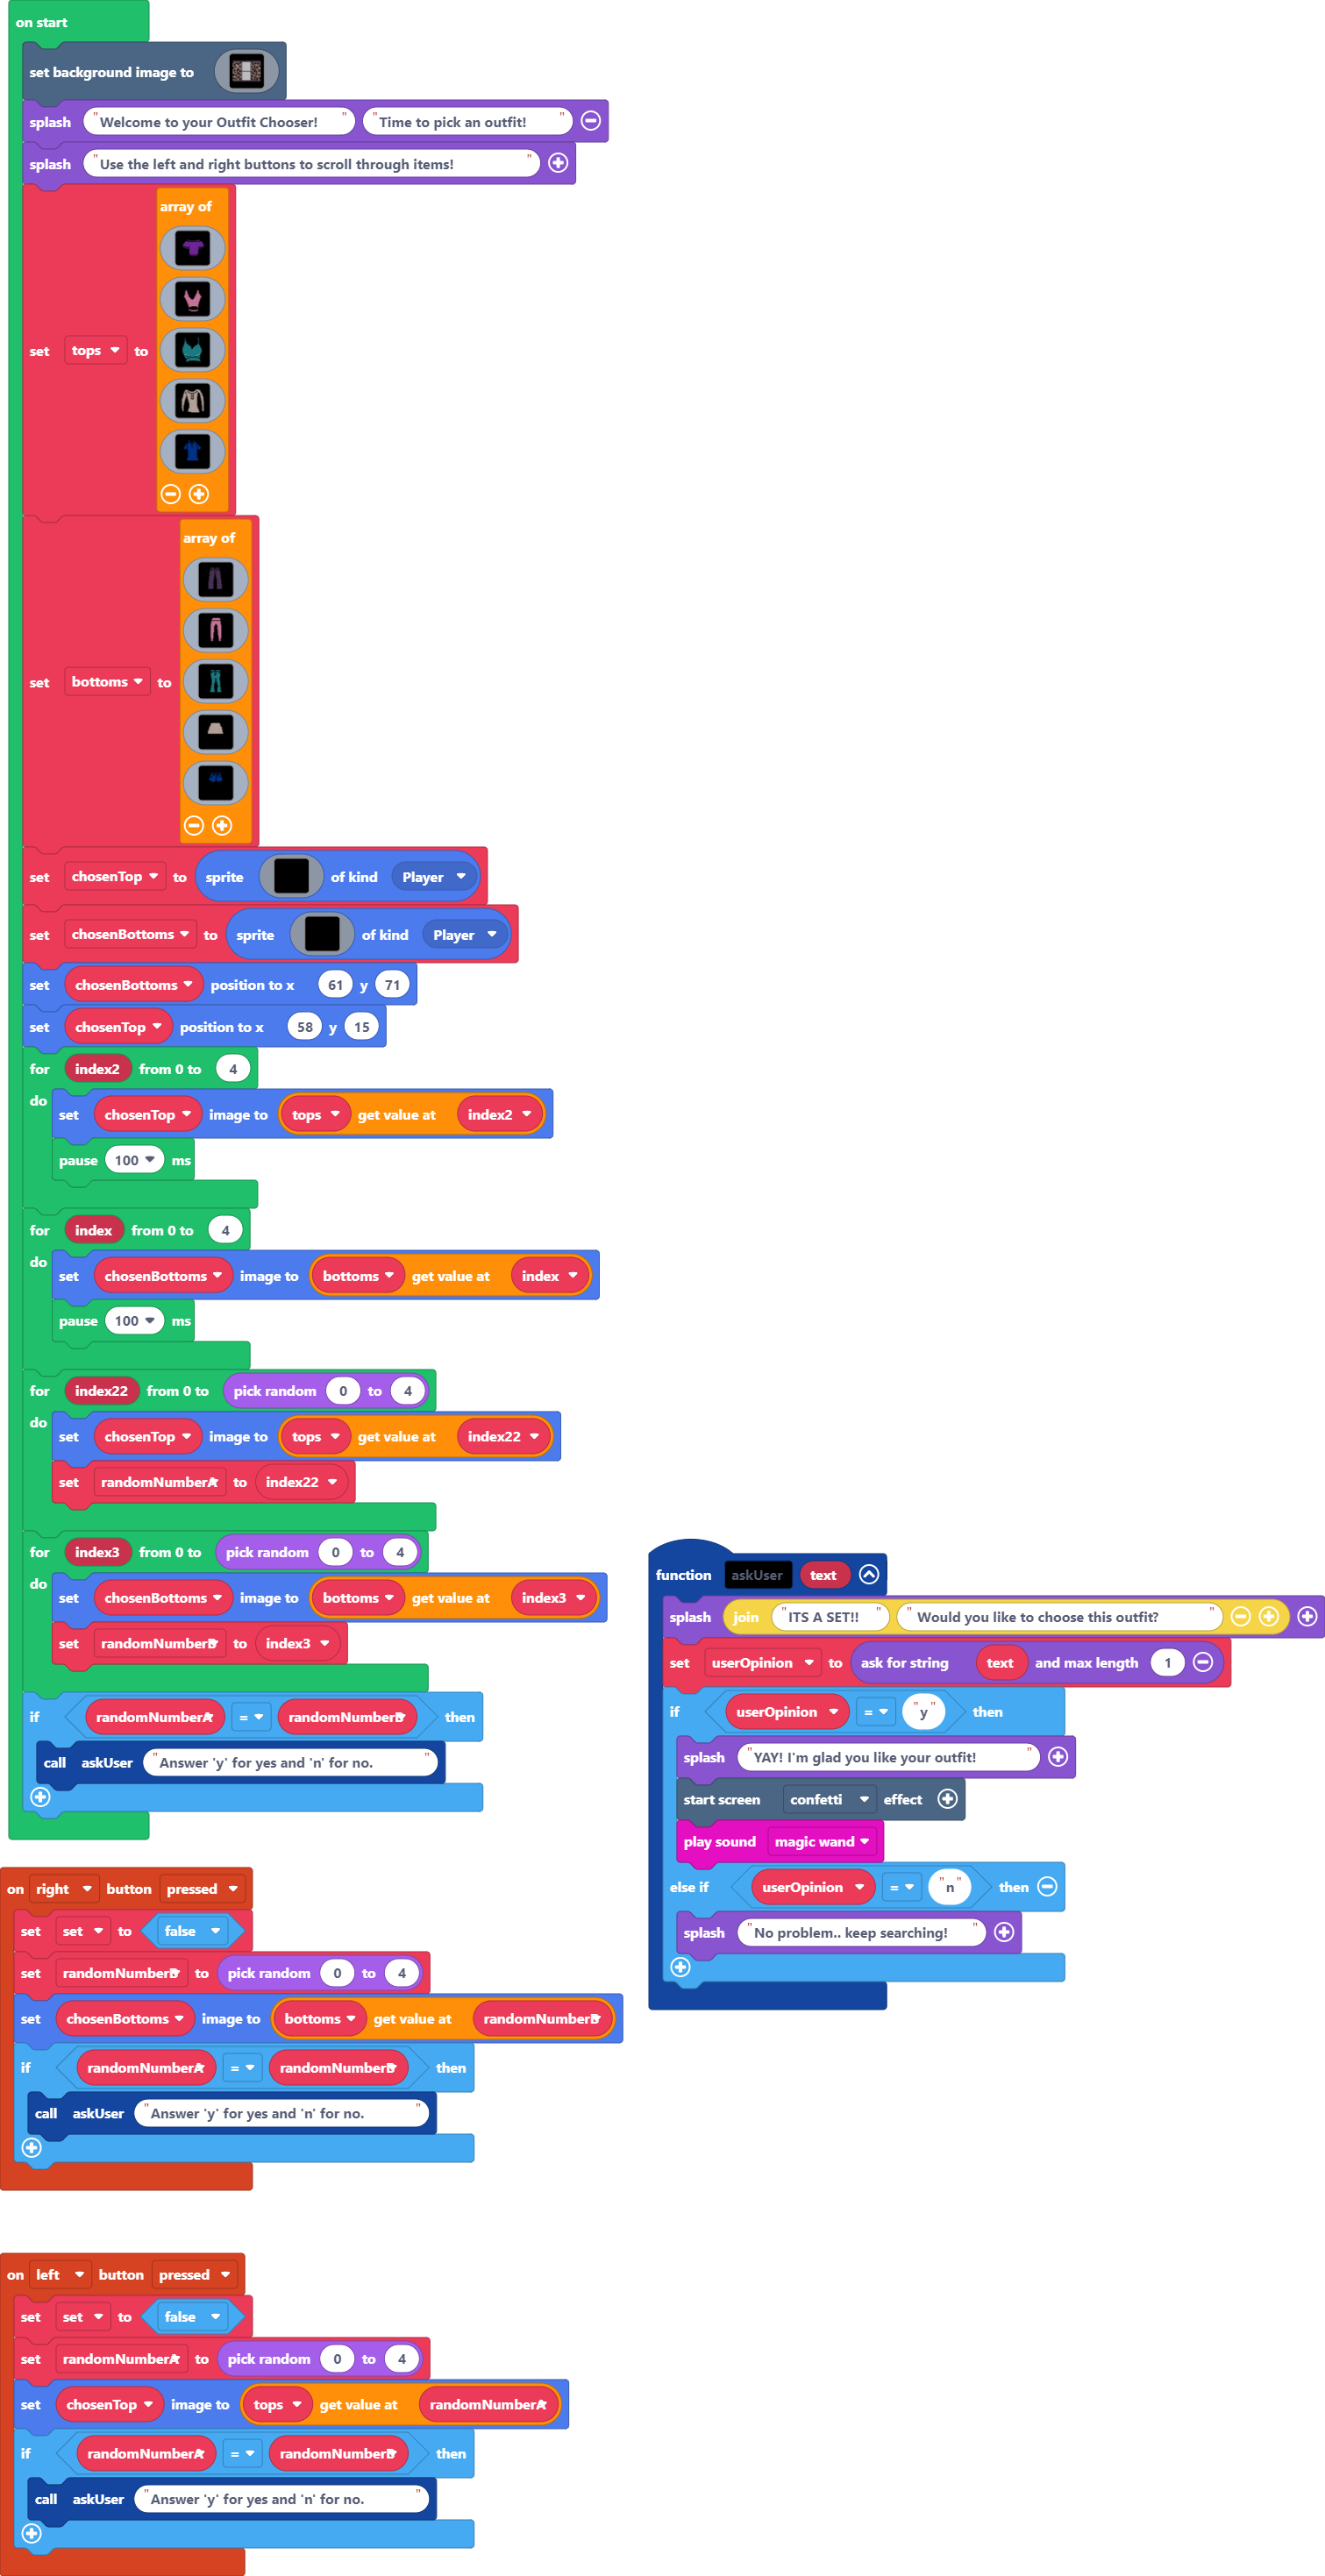 on start
set background image to
splash "Welcome to your Outfit Chooser!" "Time to pick an outfit!"
splash "Use the left and right buttons to scroll through items!"
array of
set tops to
array of
set bottoms to
set chosenTop to sprite of kind Player
set chosenBottoms to sprite of kind Player
set chosenBottoms position to x 61 y 71
set chosenTop position to x 58 y 15
for index2 from 0 to 4
do
set chosenTop image to tops get value at index2
pause 100 ms
for index from 0 to 4
do
set chosenBottoms image to bottoms get value at index
pause 100 ms
for index22 from 0 to pick random 0 to 4
do
set chosenTop image to tops get value at index22
set randomNumberA to index22
for index3 from 0 to pick random 0 to 4
do
set chosenBottoms image to bottoms get value at index3
set randomNumberB to index3
if randomNumberA = randomNumberB then
call askUser "Answer 'y' for yes and 'n' for no."
function askUser text
splash join "ITS A SET!!" "Would you like to choose this outfit?"
set userOpinion to ask for string text and max length 1
if userOpinion = "y" then
splash "YAY! I'm glad you like your outfit!"
start screen confetti effect
play sound magic wand
else if userOpinion = "n" then
splash "No problem.. keep searching!"
on right button pressed
set set to false
set randomNumberB to pick random 0 to 4
set chosenBottoms image to bottoms get value at randomNumberB
if randomNumberA = randomNumberB then
call askUser "Answer 'y' for yes and 'n' for no."
on left button pressed
set set to false
set randomNumberA to pick random 0 to 4
set chosenTop image to tops get value at randomNumberA
if randomNumberA = randomNumberB then
call askUser "Answer 'y' for yes and 'n' for no."